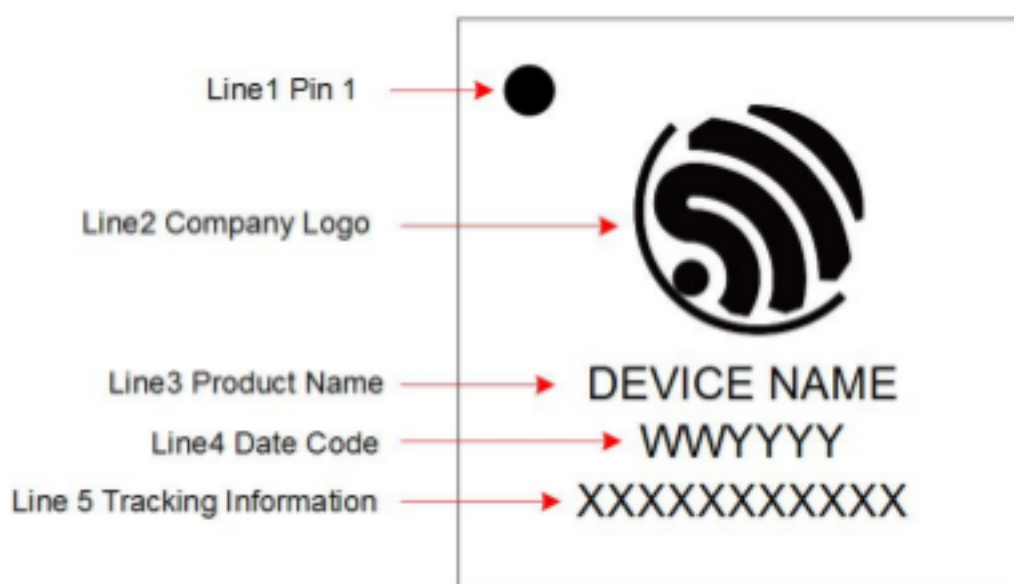 Line1 Pin 1
Line2 Company Logo
Line3 Product Name
DEVICE NAME
Line4 Date Code
WWYYYY
Line 5 Tracking Information
XXXXXXXXXXX